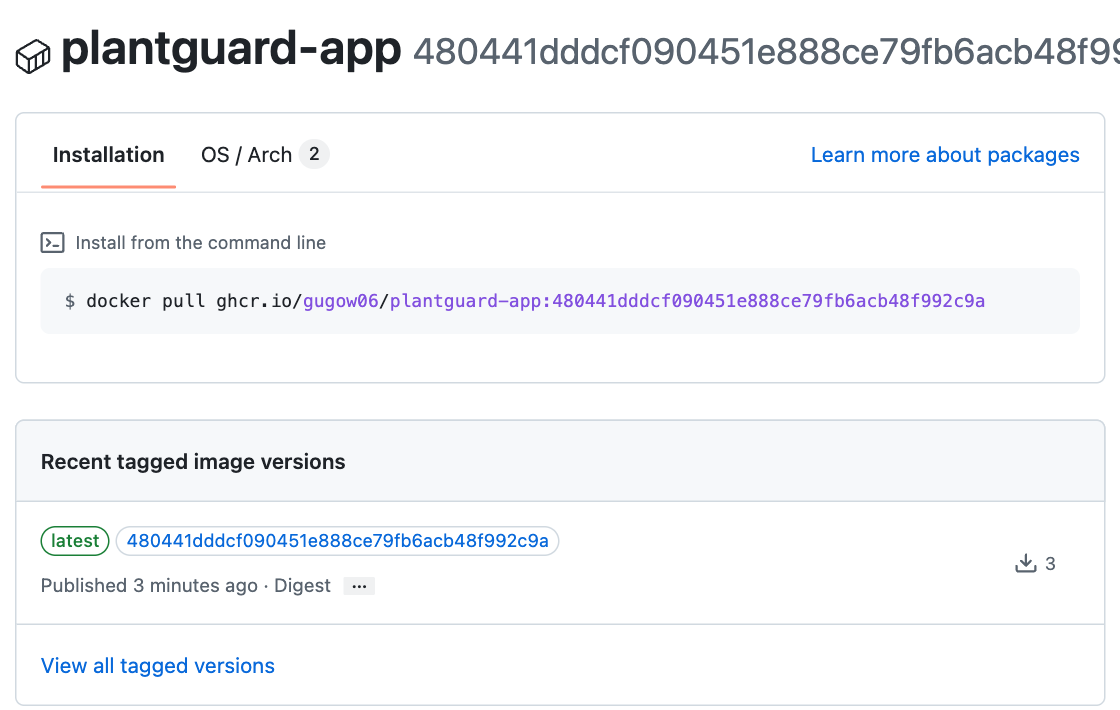 plantguard-app 480441dddcf090451e888ce79fb6acb48f99
Installation OS / Arch 2 Learn more about packages
Install from the command line
$ docker pull ghcr.io/gugow06/plantguard-app:480441dddcf090451e888ce79fb6acb48f992c9a
Recent tagged image versions
latest 480441dddcf090451e888ce79fb6acb48f992c9a
Published 3 minutes ago · Digest ···
3
View all tagged versions